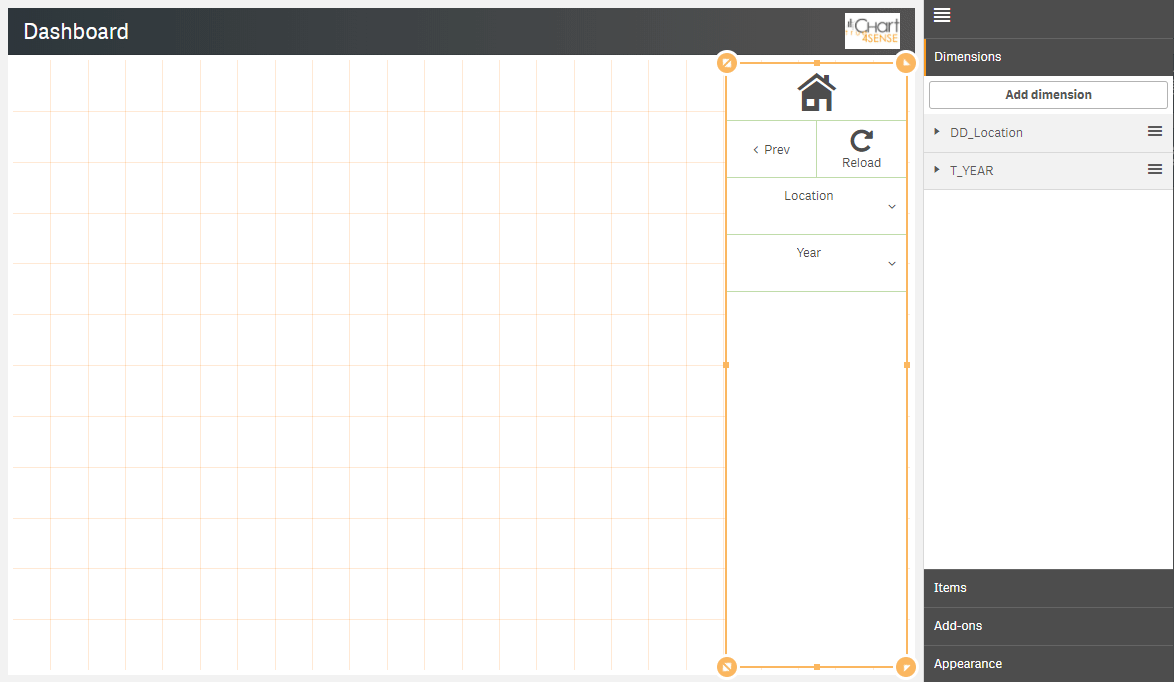 Dashboard
CHart
4SENSE
Prev
Reload
Location
Year
Dimensions
Add dimension
DD_Location
T_YEAR
Items
Add-ons
Appearance